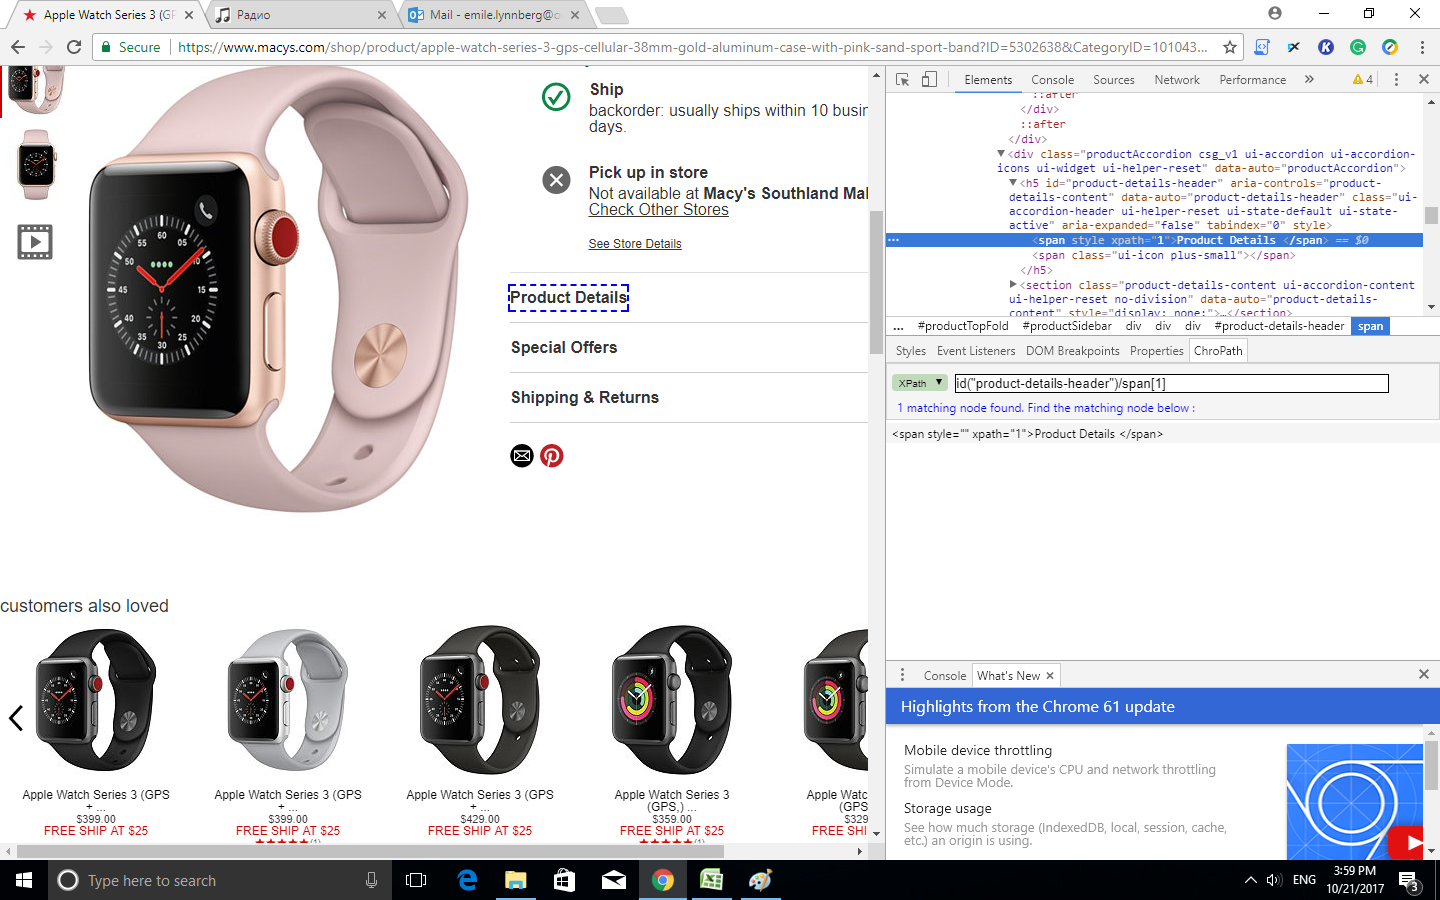 Apple Watch Series 3 (GP
Радио
Mail - emile.lynnberg@o
Secure
https://www.macys.com/shop/product/apple-watch-series-3-gps-cellular-38mm-gold-aluminum-case-with-pink-sand-sport-band?ID=5302638&CategoryID=101043...
Ship
backorder: usually ships within 10 busin
days.
Pick up in store
Not available at Macy's Southland Mal
Check Other Stores
See Store Details
Product Details
Special Offers
Shipping & Returns
customers also loved
Apple Watch Series 3 (GPS
+ ...
$399.00
FREE SHIP AT $25
(1)
Apple Watch Series 3 (GPS
+ ...
$399.00
FREE SHIP AT $25
Apple Watch Series 3 (GPS
+ ...
$429.00
FREE SHIP AT $25
Apple Watch Series 3
(GPS,) ...
$359.00
FREE SHIP AT $25
(1)
Apple Watc
(GPS
$329
FREE SHI
Elements Console Sources Network Performance » 4
::after
</div>
::after
</div>
<div class="productAccordion csg_v1 ui-accordion ui-accordion-
icons ui-widget ui-helper-reset" data-auto="productAccordion">
<h5 id="product-details-header" aria-controls="product-
details-content" data-auto="product-details-header" class="ui-
accordion-header ui-helper-reset ui-state-default ui-state-
active" aria-expanded="false" tabindex="0" style>
<span style xpath="1">Product Details </span> == $0
<span class="ui-icon plus-small"></span>
</h5>
<section class="product-details-content ui-accordion-content
ui-helper-reset no-division" data-auto="product-details-
content" style="display: none;">…</section>
... #productTopFold #productSidebar div div div #product-details-header span
Styles Event Listeners DOM Breakpoints Properties ChroPath
XPath
id("product-details-header")/span[1]
1 matching node found. Find the matching node below :
<span style="" xpath="1">Product Details </span>
Console What's New
Highlights from the Chrome 61 update
Mobile device throttling
Simulate a mobile device's CPU and network throttling
from Device Mode.
Storage usage
See how much storage (IndexedDB, local, session, cache,
etc.) an origin is using.
Type here to search
ENG
3:59 PM
10/21/2017
3